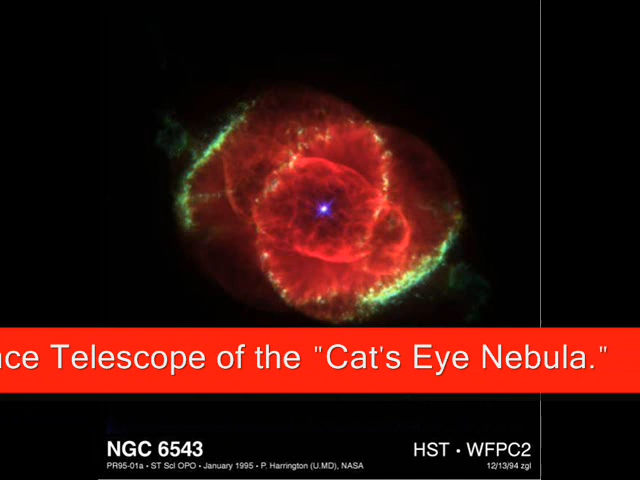 Telescope of the "Cat's Eye Nebula."
NGC 6543
HST • WFPC2
PR95-01a • ST ScI OPO • January 1995 • P. Harrington (U.MD), NASA
12/13/94 zgl